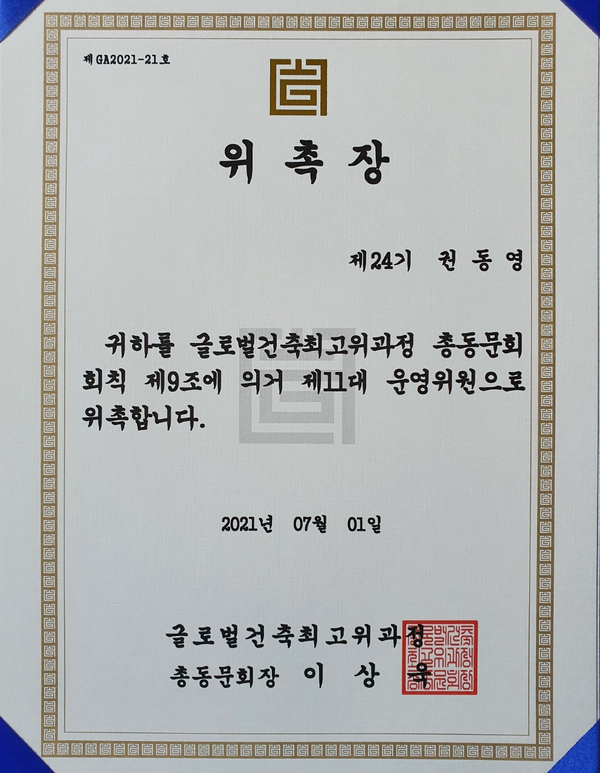 제 GA2021-21 호
위 촉 장
제24기 권 동 영
귀하를 글로벌건축최고위과정 총동문회
회칙 제9조에 의거 제11대 운영위원으로
위촉합니다.
2021년 07월 01일
글로벌건축최고위과정
총동문회장 이 상 욱